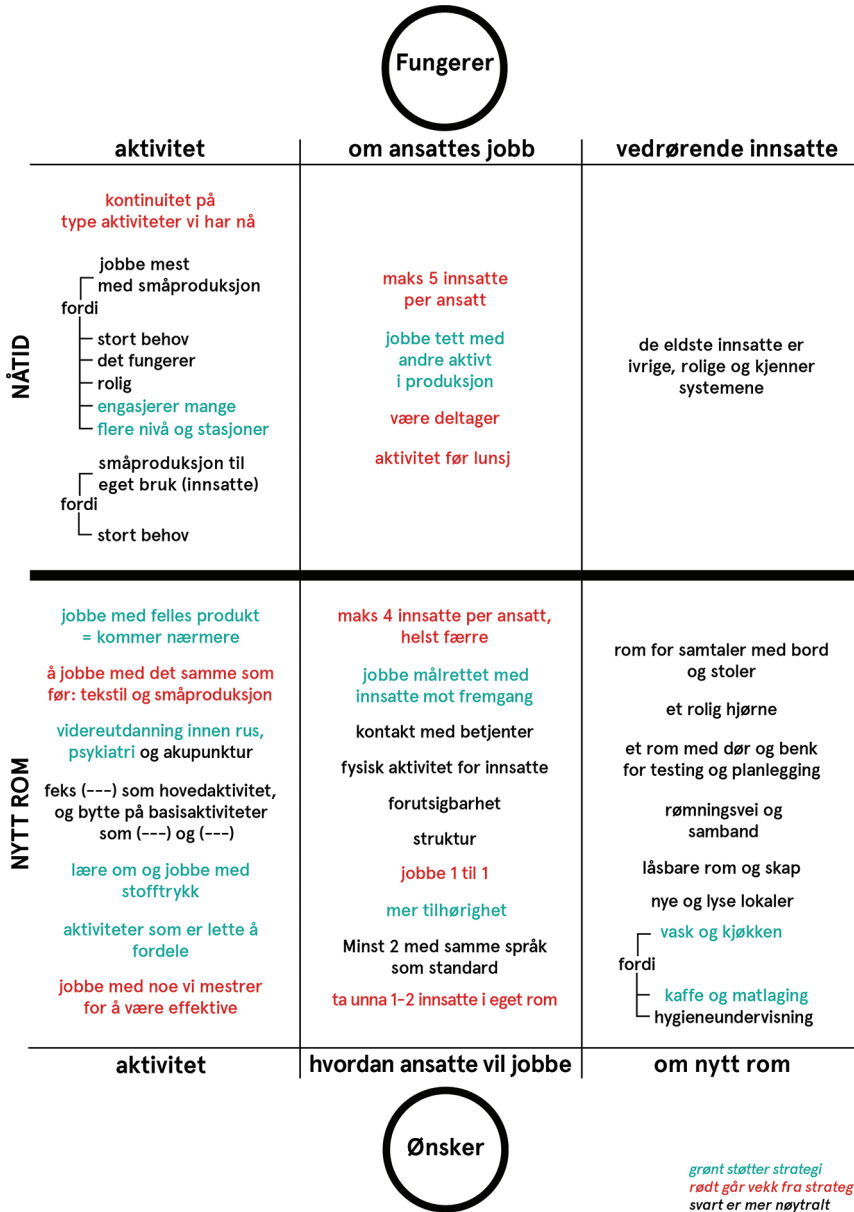 Fungerer
aktivitet
om ansattes jobb
vedrørende innsatte
NÅTID
kontinuitet på
type aktiviteter vi har nå
jobbe mest
med småproduksjon
fordi
stort behov
det fungerer
rolig
engasjerer mange
flere nivå og stasjoner
småproduksjon til
eget bruk (innsatte)
fordi
stort behov
maks 5 innsatte
per ansatt
jobbe tett med
andre aktivt
i produksjon
være deltager
aktivitet før lunsj
de eldste innsatte er
ivrige, rolige og kjenner
systemene
NYTT ROM
jobbe med felles produkt
= kommer nærmere
å jobbe med det samme som
før: tekstil og småproduksjon
videreutdanning innen rus,
psykiatri og akupunktur
feks (---) som hovedaktivitet,
og bytte på basisaktiviteter
som (---) og (---)
lære om og jobbe med
stofftrykk
aktiviteter som er lette å
fordele
jobbe med noe vi mestrer
for å være effektive
maks 4 innsatte per ansatt,
helst færre
jobbe målrettet med
innsatte mot fremgang
kontakt med betjenter
fysisk aktivitet for innsatte
forutsigbarhet
struktur
jobbe 1 til 1
mer tilhørighet
Minst 2 med samme språk
som standard
ta unna 1-2 innsatte i eget rom
rom for samtaler med bord
og stoler
et rolig hjørne
et rom med dør og benk
for testing og planlegging
rømningsvei og
samband
låsbare rom og skap
nye og lyse lokaler
vask og kjøkken
fordi
kaffe og matlaging
hygieneundervisning
aktivitet
hvordan ansatte vil jobbe
om nytt rom
Ønsker
grønt støtter strategi
rødt går vekk fra strateg
svart er mer nøytralt